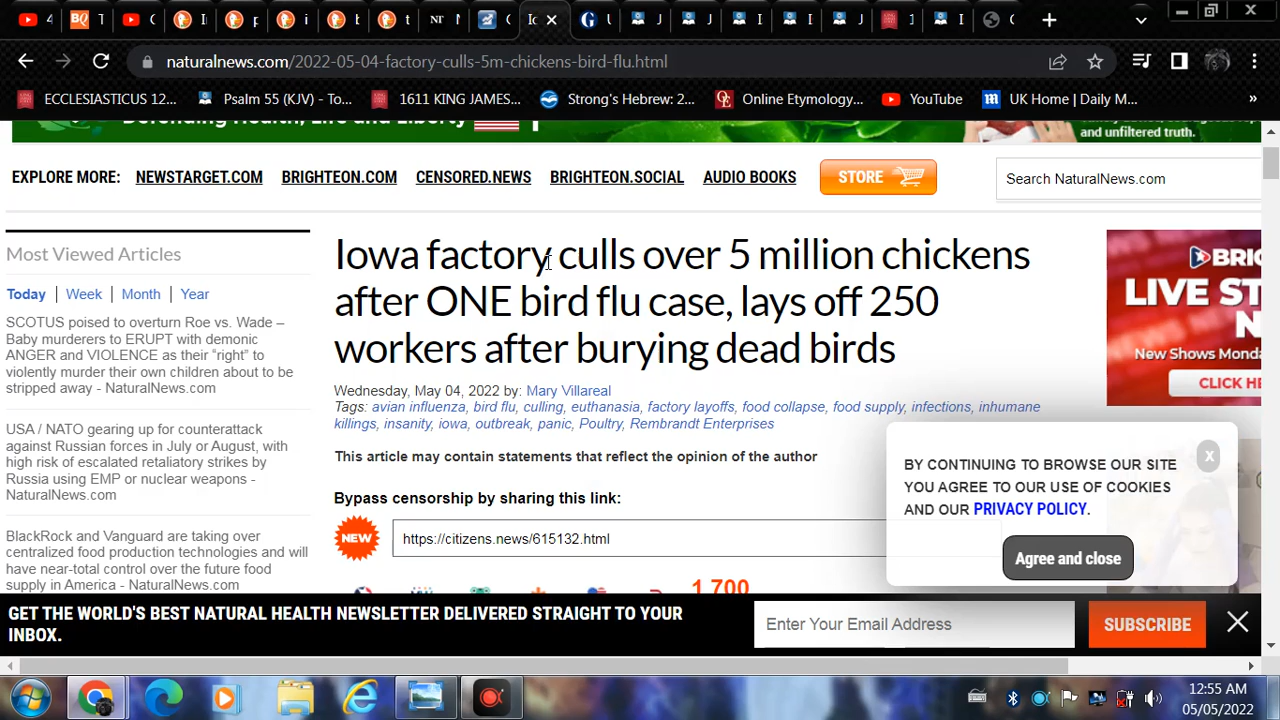 naturalnews.com/2022-05-04-factory-culls-5m-chickens-bird-flu.html
ECCLESIASTICUS 12...
Psalm 55 (KJV) - To...
1611 KING JAMES...
Strong's Hebrew: 2...
Online Etymology...
YouTube
UK Home | Daily M...
Defending Health, Life and Liberty
and unfiltered truth.
EXPLORE MORE: NEWSTARGET.COM BRIGHTEON.COM CENSORED.NEWS BRIGHTEON.SOCIAL AUDIO BOOKS STORE
Search NaturalNews.com
Most Viewed Articles
Today | Week | Month | Year
SCOTUS poised to overturn Roe vs. Wade –
Baby murderers to ERUPT with demonic
ANGER and VIOLENCE as their “right” to
violently murder their own children about to be
stripped away - NaturalNews.com
USA / NATO gearing up for counterattack
against Russian forces in July or August, with
high risk of escalated retaliatory strikes by
Russia using EMP or nuclear weapons -
NaturalNews.com
BlackRock and Vanguard are taking over
centralized food production technologies and will
have near-total control over the future food
supply in America - NaturalNews.com
Iowa factory culls over 5 million chickens
after ONE bird flu case, lays off 250
workers after burying dead birds
Wednesday, May 04, 2022 by: Mary Villareal
Tags: avian influenza, bird flu, culling, euthanasia, factory layoffs, food collapse, food supply, infections, inhumane
killings, insanity, iowa, outbreak, panic, Poultry, Rembrandt Enterprises
This article may contain statements that reflect the opinion of the author
Bypass censorship by sharing this link:
NEW
https://citizens.news/615132.html
1,700
BRIG
LIVE ST
N
New Shows Monda
CLICK HE
x
BY CONTINUING TO BROWSE OUR SITE
YOU AGREE TO OUR USE OF COOKIES
AND OUR PRIVACY POLICY.
Agree and close
GET THE WORLD'S BEST NATURAL HEALTH NEWSLETTER DELIVERED STRAIGHT TO YOUR
INBOX.
Enter Your Email Address
SUBSCRIBE
12:55 AM
05/05/2022